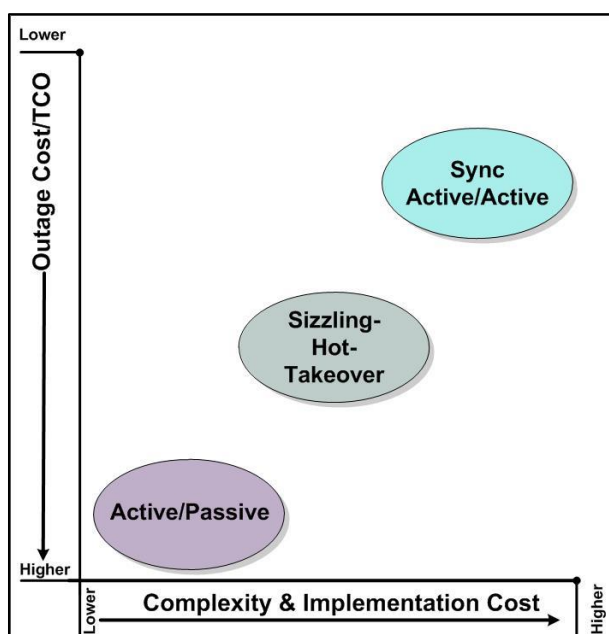 Lower
Outage Cost/TCO
Sync
Active/Active
Sizzling-
Hot-
Takeover
Active/Passive
Higher
Lower
Complexity & Implementation Cost
Higher